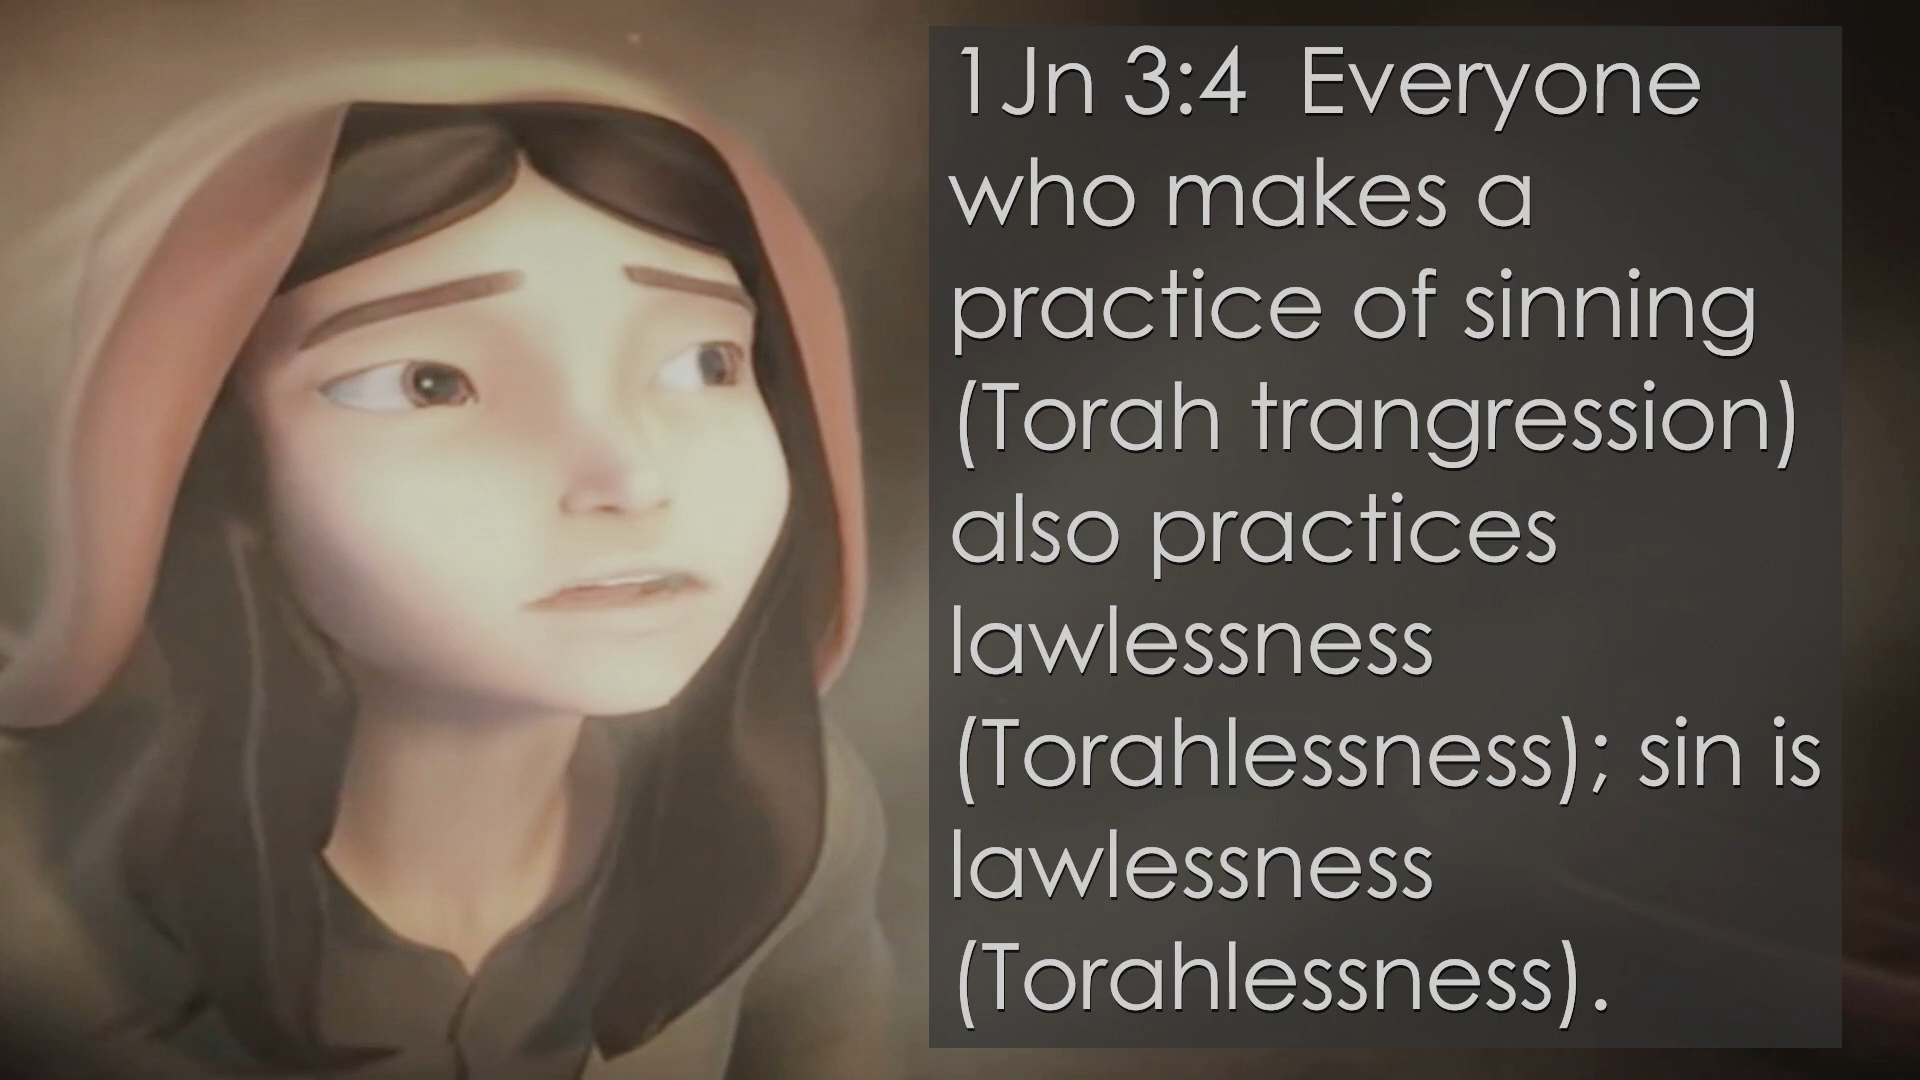 1Jn 3:4  Everyone
who makes a
practice of sinning
(Torah trangression)
also practices
lawlessness
(Torahlessness); sin is
lawlessness
(Torahlessness).